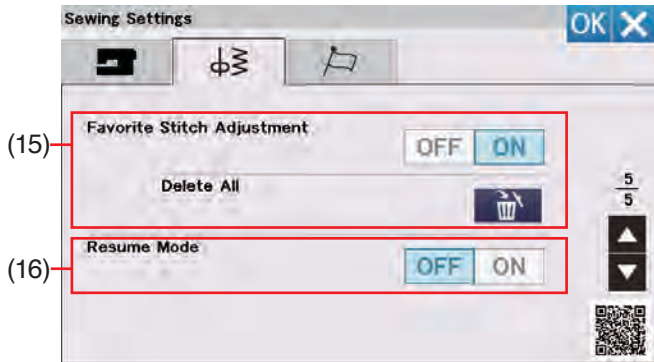 Sewing Settings
OK
(15)
Favorite Stitch Adjustment
OFF ON
Delete All
5
5
(16)
Resume Mode
OFF ON